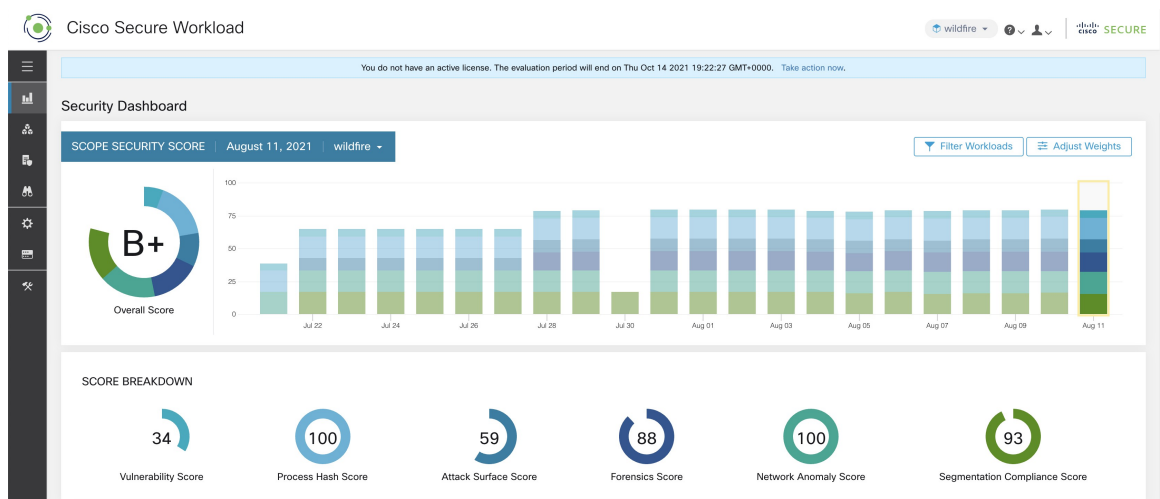 Cisco Secure Workload
wildfire
cisco SECURE
You do not have an active license. The evaluation period will end on Thu Oct 14 2021 19:22:27 GMT+0000. Take action now.
Security Dashboard
SCOPE SECURITY SCORE August 11, 2021 wildfire
Filter Workloads
Adjust Weights
B+
Overall Score
100
75
50
25
0
Jul 22 Jul 24 Jul 26 Jul 28 Jul 30 Aug 01 Aug 03 Aug 05 Aug 07 Aug 09 Aug 11
SCORE BREAKDOWN
34 100 59 88 100 93
Vulnerability Score Process Hash Score Attack Surface Score Forensics Score Network Anomaly Score Segmentation Compliance Score